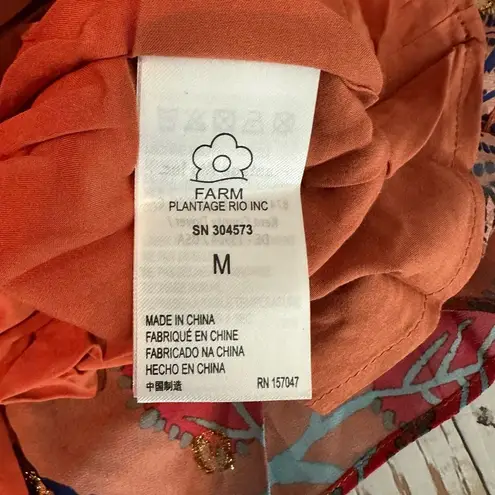 FARM
PLANTAGE RIO INC
SN 304573
M
MADE IN CHINA
FABRIQUÉ EN CHINE
FABRICADO NA CHINA
HECHO EN CHINA
中国制造
RN 157047